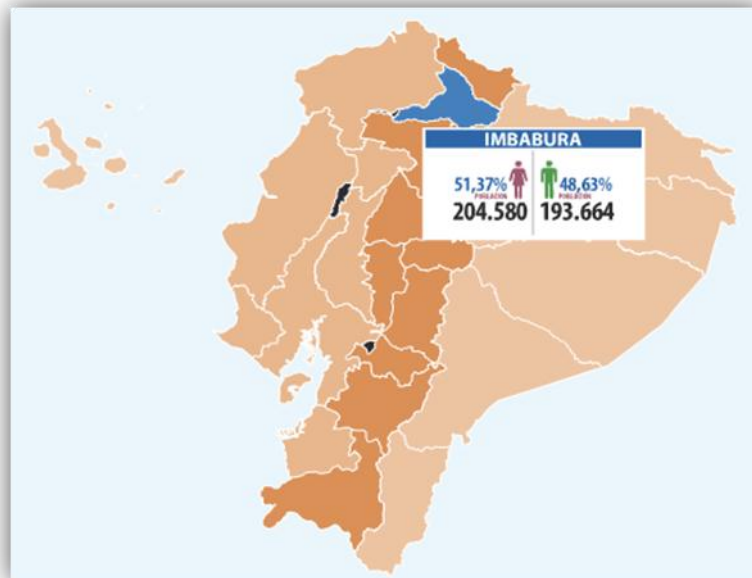 IMBABURA
51,37% 48,63%
POBLACIÓN POBLACIÓN
204.580 193.664